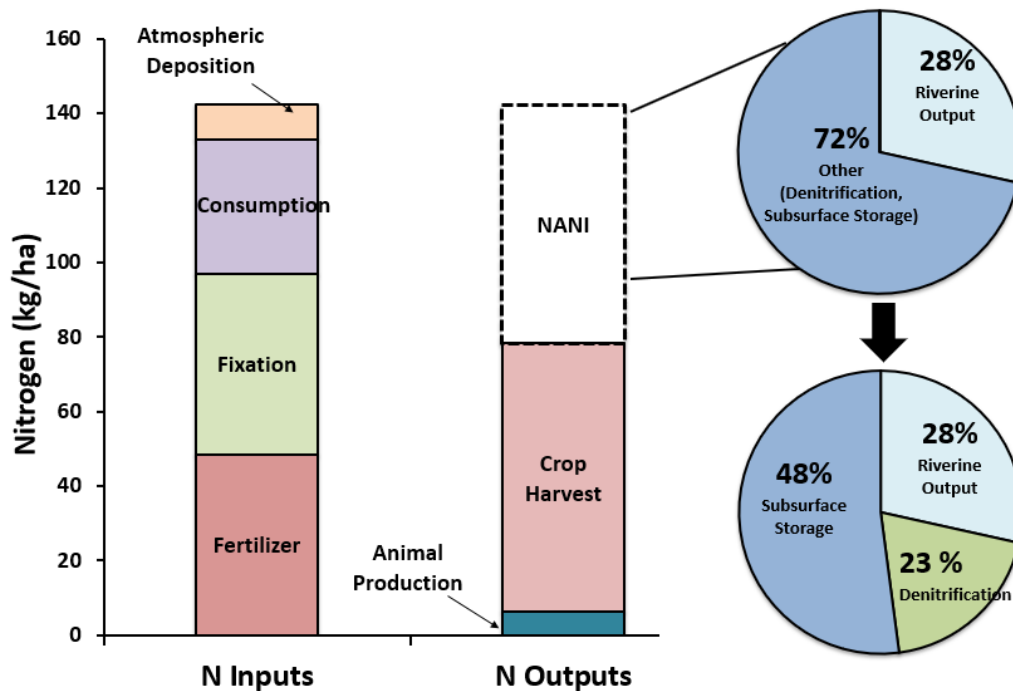 Nitrogen (kg/ha)
160
140
120
100
80
60
40
20
0
Atmospheric
Deposition
Consumption
Fixation
Fertilizer
N Inputs
NANI
Crop
Harvest
Animal
Production
N Outputs
28%
Riverine
Output
72%
Other
(Denitrification,
Subsurface Storage)
28%
Riverine
Output
48%
Subsurface
Storage
23 %
Denitrification